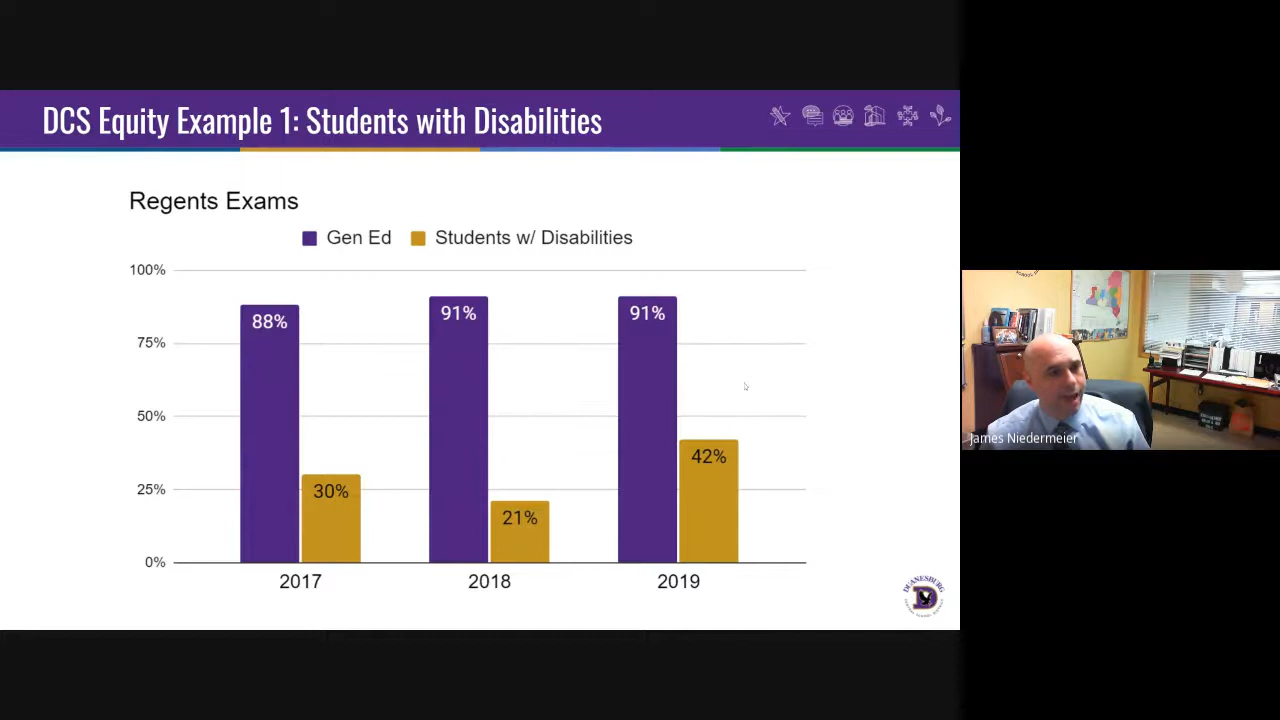 DCS Equity Example 1: Students with Disabilities
Regents Exams
Gen Ed Students w/ Disabilities
100%
75%
50%
25%
0%
88%
30%
91%
21%
91%
42%
2017 2018 2019
DUANESBURG
D
James Niedermeier